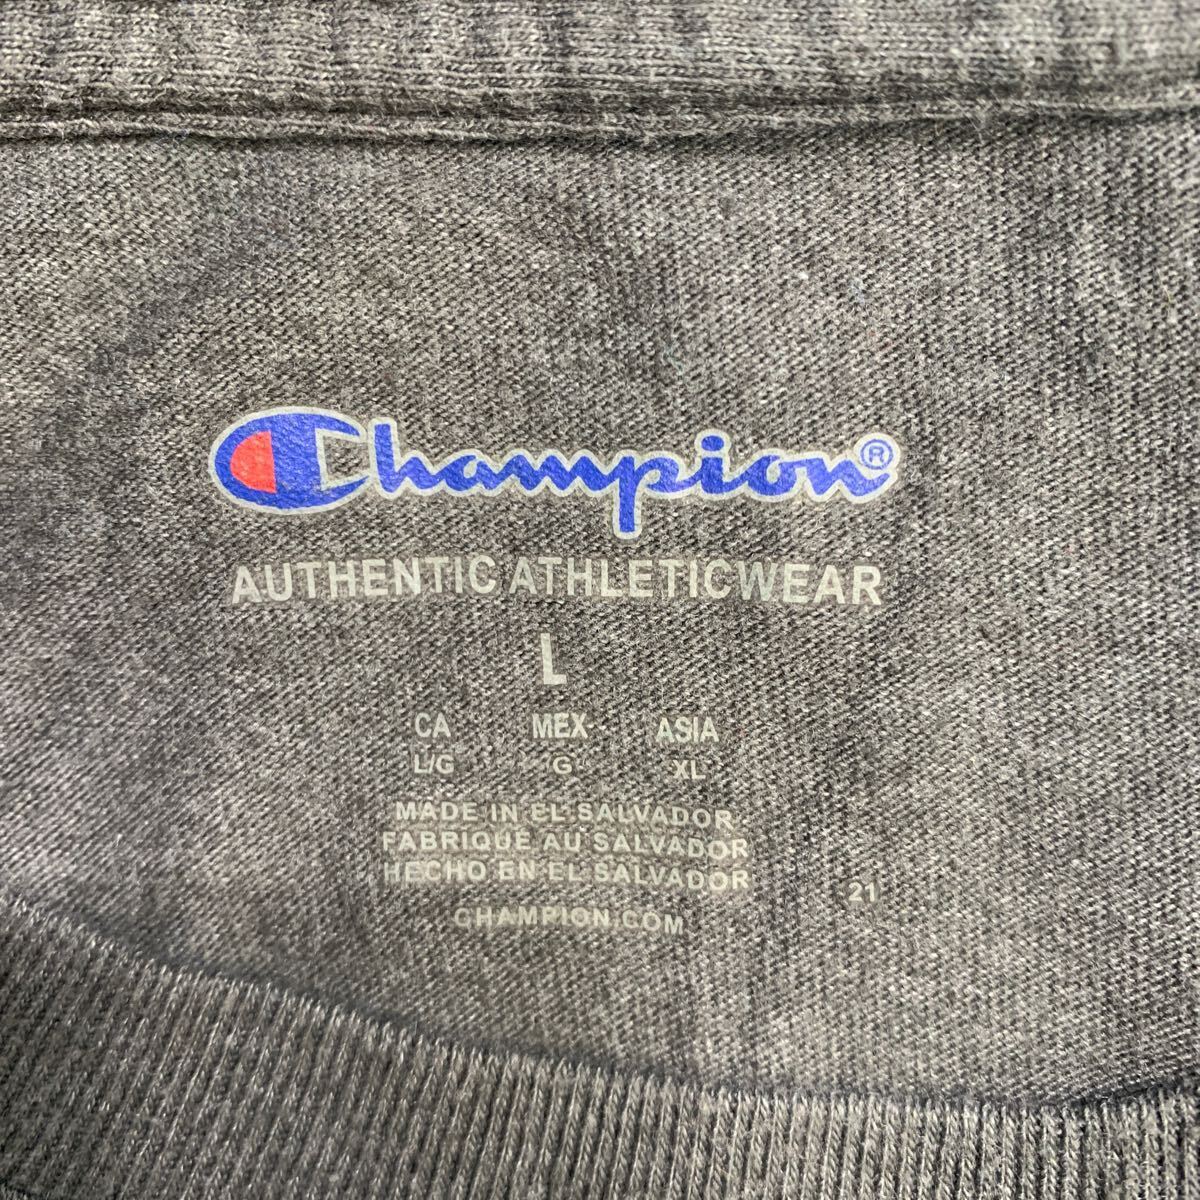 Champion®
AUTHENTIC ATHLETICWEAR
L
CA MEX ASIA
L/G G XL
MADE IN EL SALVADOR
FABRIQUÉ AU SALVADOR
HECHO EN EL SALVADOR
21
CHAMPION.COM